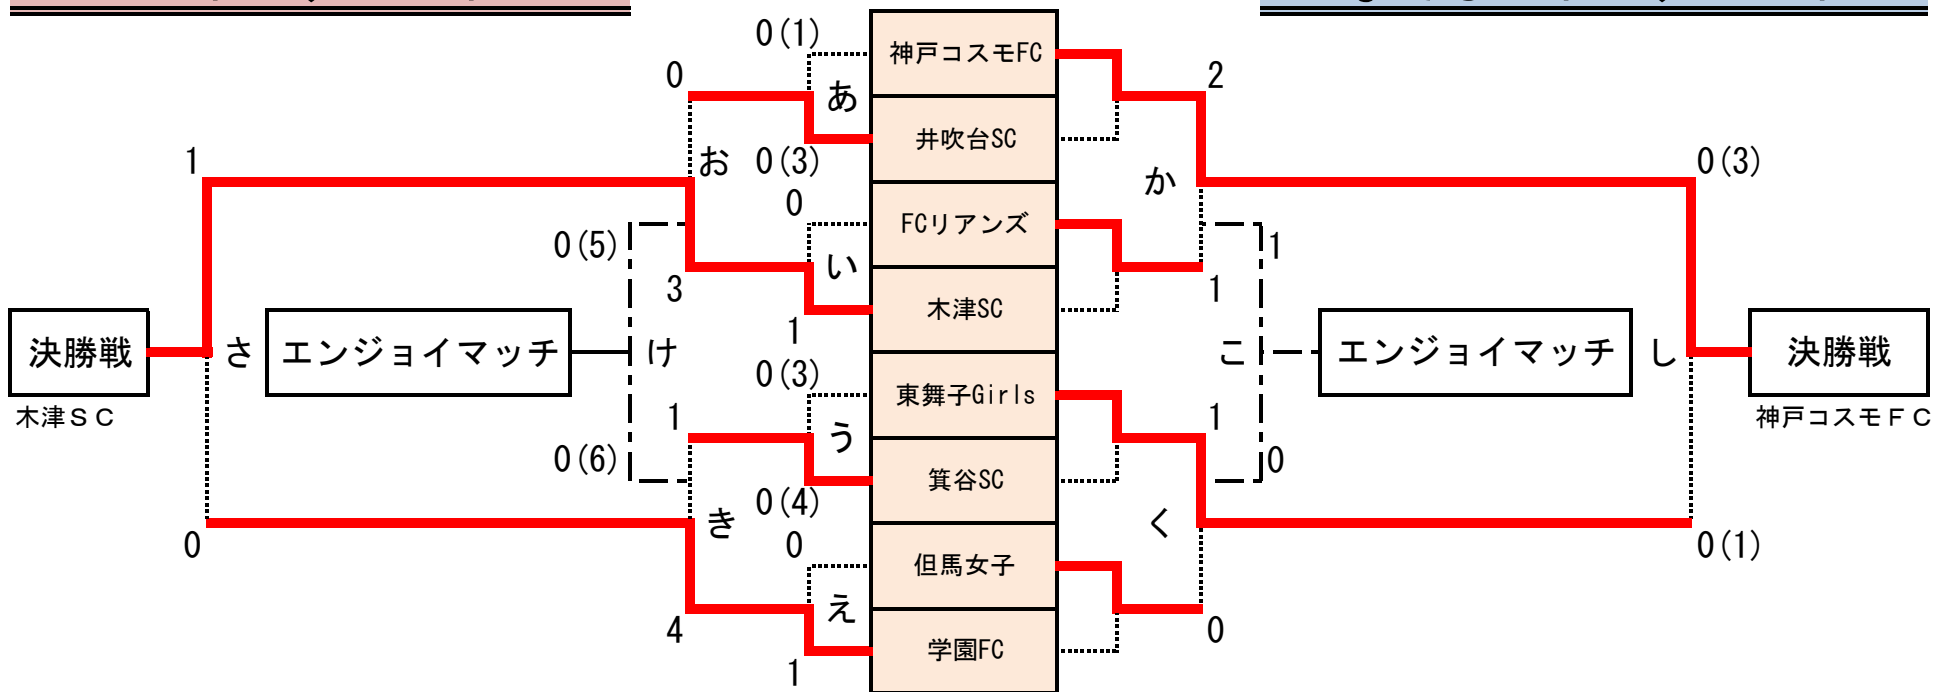 0(1)
神戸コスモFC
0
2
あ
井吹台SC
1
お
0(3)
か
0(3)
0
FCリアンズ
0(5)
い
1
3
1
木津SC
1
決勝戦
さ
エンジョイマッチ
け
こ
エンジョイマッチ
し
決勝戦
木津ＳＣ
0(3)
東舞子Girls
神戸コスモＦＣ
1
1
う
0(6)
箕谷SC
0
0(4)
き
く
0
0
0(1)
但馬女子
え
4
0
学園FC
1